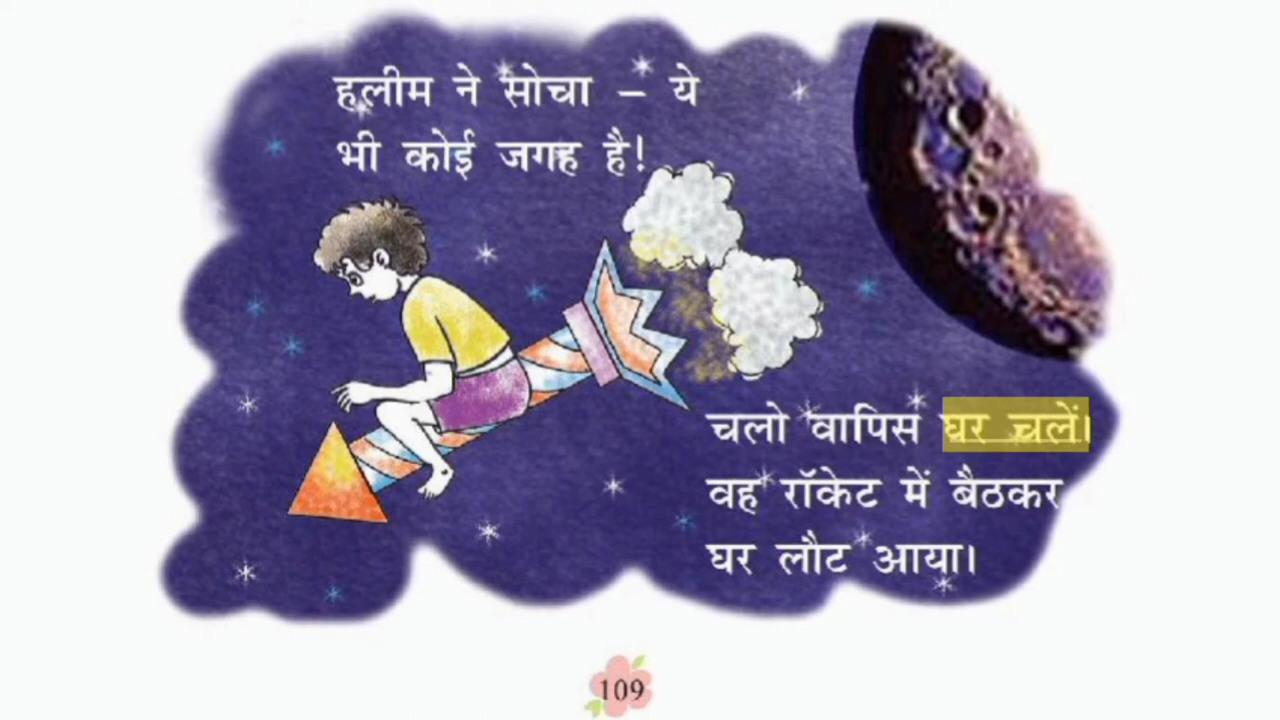 हलीम ने सोचा – ये
भी कोई जगह है!
चलो वापिस घर चलें।
वह रॉकेट में बैठकर
घर लौट आया।
109